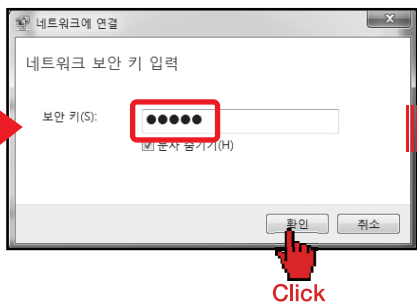 네트워크에 연결
네트워크 보안 키 입력
보안 키(S): ●●●●●
문자 숨기기(H)
확인 취소
Click